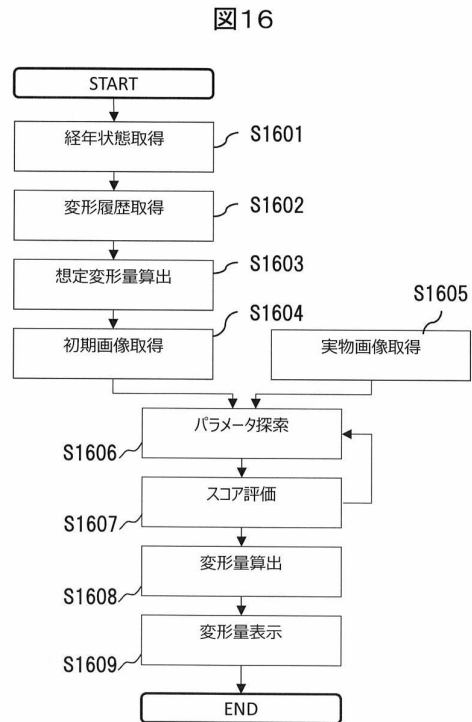 図16
START
経年状態取得
S1601
変形履歴取得
S1602
想定変形量算出
S1603
初期画像取得
S1604
実物画像取得
S1605
パラメータ探索
S1606
スコア評価
S1607
変形量算出
S1608
変形量表示
S1609
END